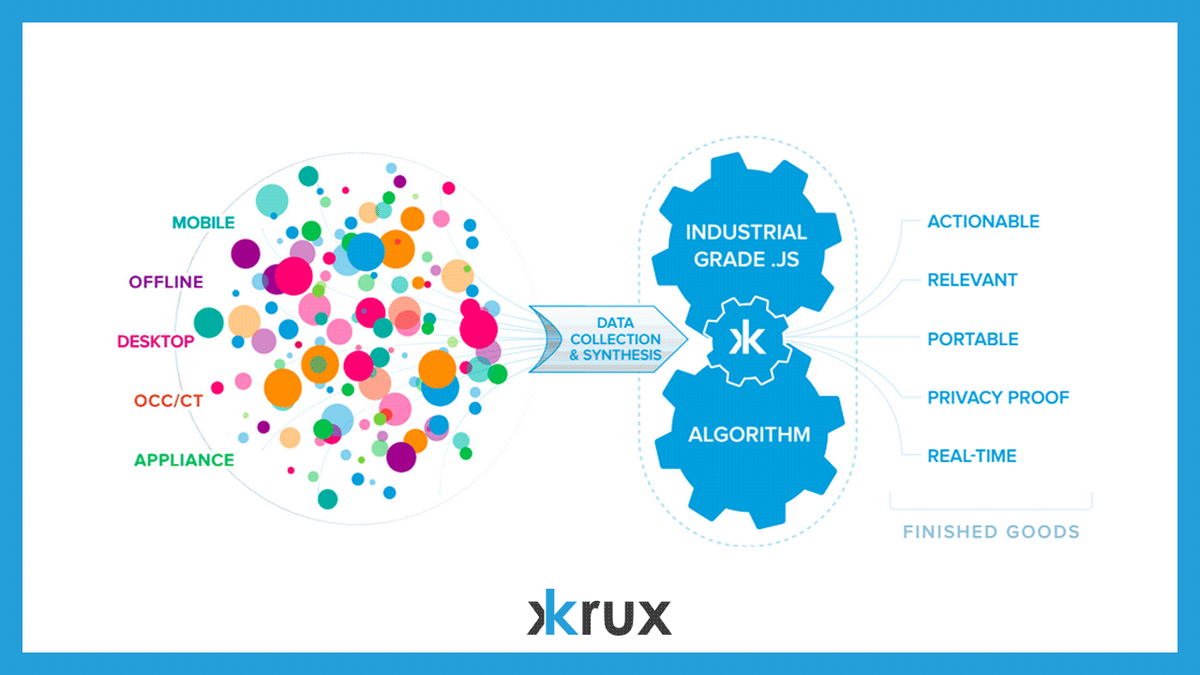 MOBILE
OFFLINE
DESKTOP
OCC/CT
APPLIANCE
DATA
COLLECTION
& SYNTHESIS
INDUSTRIAL
GRADE .JS
k
ALGORITHM
ACTIONABLE
RELEVANT
PORTABLE
PRIVACY PROOF
REAL-TIME
FINISHED GOODS
krux